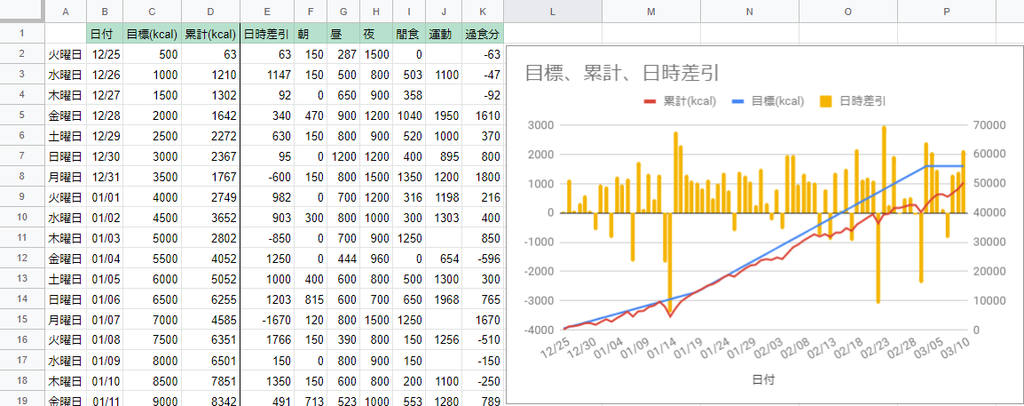 A B C D E F G H I J K L M N O P
1 日付 目標(kcal) 累計(kcal) 日時差引 朝 昼 夜 間食 運動 過食分
2 火曜日 12/25 500 63 63 150 287 1500 0 -63
3 水曜日 12/26 1000 1210 1147 150 500 800 503 1100 -47
4 木曜日 12/27 1500 1302 92 0 650 900 358 -92
5 金曜日 12/28 2000 1642 340 470 900 1200 1040 1950 1610
6 土曜日 12/29 2500 2272 630 150 800 900 520 1000 370
7 日曜日 12/30 3000 2367 95 0 1200 1200 400 895 800
8 月曜日 12/31 3500 1767 -600 150 800 1500 1350 1200 1800
9 火曜日 01/01 4000 2749 982 0 700 1200 316 1198 216
10 水曜日 01/02 4500 3652 903 300 800 1000 300 1303 400
11 木曜日 01/03 5000 2802 -850 0 700 900 1250 850
12 金曜日 01/04 5500 4052 1250 0 444 960 0 654 -596
13 土曜日 01/05 6000 5052 1000 400 600 800 500 1300 300
14 日曜日 01/06 6500 6255 1203 815 600 700 650 1968 765
15 月曜日 01/07 7000 4585 -1670 120 800 1500 1250 1670
16 火曜日 01/08 7500 6351 1766 150 390 800 150 1256 -510
17 水曜日 01/09 8000 6501 150 0 800 900 150 -150
18 木曜日 01/10 8500 7851 1350 150 600 800 200 1100 -250
19 金曜日 01/11 9000 8342 491 713 523 1000 553 1280 789
目標、累計、日時差引
累計(kcal) 目標(kcal) 日時差引
3000 70000
2000 60000
1000 50000
0 40000
-1000 30000
-2000 20000
-3000 10000
-4000 0
12/25 12/30 01/04 01/09 01/14 01/19 01/24 01/29 02/03 02/08 02/13 02/18 02/23 02/28 03/05 03/10
日付